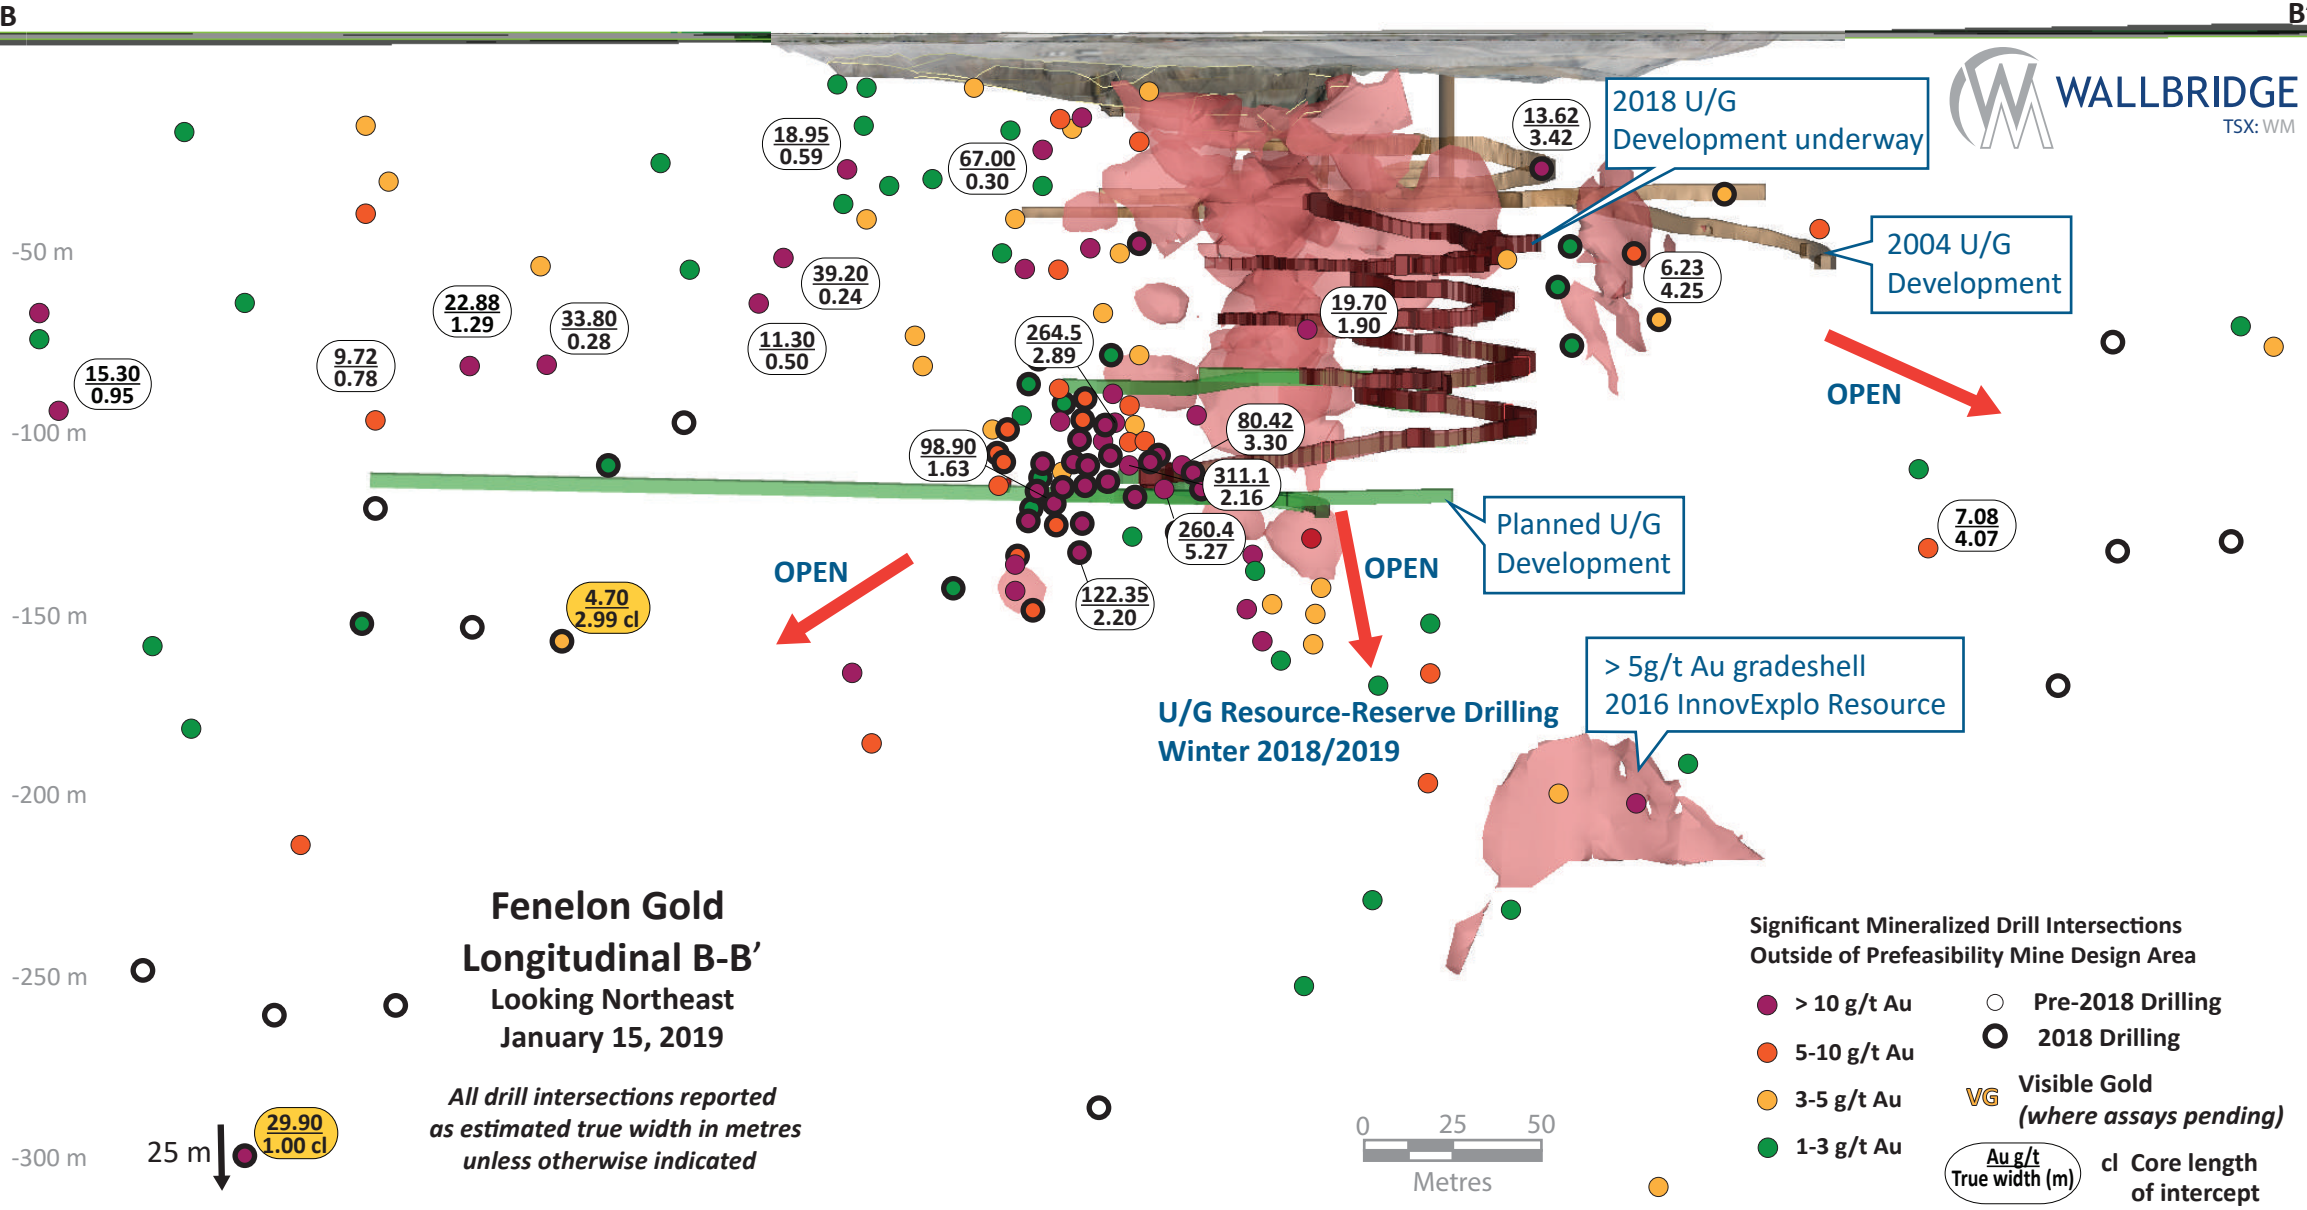 B
B'
WALLBRIDGE
TSX: WM
2018 U/G
Development underway
13.62
3.42
18.95
0.59
67.00
0.30
-50 m
2004 U/G
Development
6.23
4.25
39.20
0.24
22.88
1.29
33.80
0.28
19.70
1.90
11.30
0.50
264.5
2.89
9.72
0.78
15.30
0.95
OPEN
-100 m
80.42
3.30
98.90
1.63
311.1
2.16
260.4
5.27
Planned U/G
Development
7.08
4.07
OPEN
OPEN
122.35
2.20
4.70
2.99 cl
-150 m
> 5g/t Au gradeshell
2016 InnovExplo Resource
U/G Resource-Reserve Drilling
Winter 2018/2019
-200 m
Fenelon Gold
Longitudinal B-B’
Looking Northeast
January 15, 2019
-250 m
All drill intersections reported
as estimated true width in metres
unless otherwise indicated
29.90
1.00 cl
25 m
-300 m
0 25 50
Metres
Significant Mineralized Drill Intersections
Outside of Prefeasibility Mine Design Area
> 10 g/t Au
5-10 g/t Au
3-5 g/t Au
1-3 g/t Au
Pre-2018 Drilling
2018 Drilling
VG Visible Gold
(where assays pending)
Au g/t
True width (m)
cl Core length
of intercept